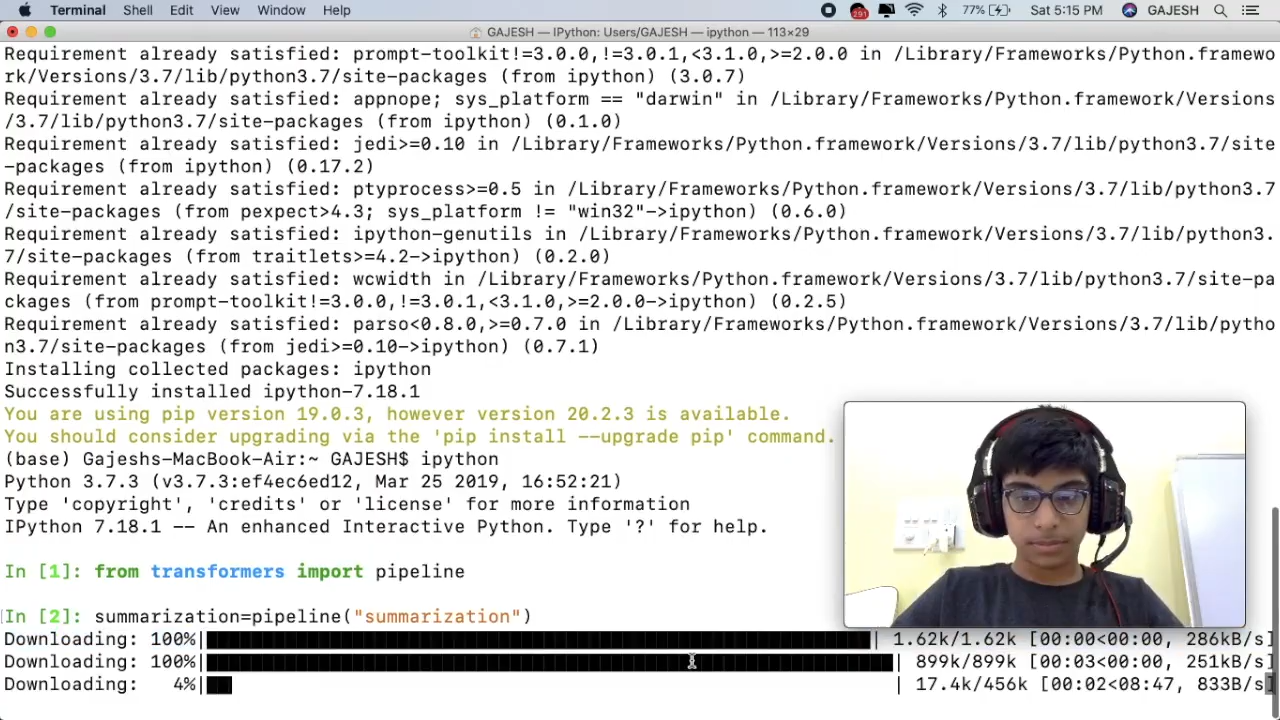 Terminal Shell Edit View Window Help 291 77% Sat 5:15 PM GAJESH
GAJESH — IPython: Users/GAJESH — ipython — 113×29
Requirement already satisfied: prompt-toolkit!=3.0.0,!=3.0.1,<3.1.0,>=2.0.0 in /Library/Frameworks/Python.framewo
rk/Versions/3.7/lib/python3.7/site-packages (from ipython) (3.0.7)
Requirement already satisfied: appnope; sys_platform == "darwin" in /Library/Frameworks/Python.framework/Versions
/3.7/lib/python3.7/site-packages (from ipython) (0.1.0)
Requirement already satisfied: jedi>=0.10 in /Library/Frameworks/Python.framework/Versions/3.7/lib/python3.7/site
-packages (from ipython) (0.17.2)
Requirement already satisfied: ptyprocess>=0.5 in /Library/Frameworks/Python.framework/Versions/3.7/lib/python3.7
/site-packages (from pexpect>4.3; sys_platform != "win32"->ipython) (0.6.0)
Requirement already satisfied: ipython-genutils in /Library/Frameworks/Python.framework/Versions/3.7/lib/python3.
7/site-packages (from traitlets>=4.2->ipython) (0.2.0)
Requirement already satisfied: wcwidth in /Library/Frameworks/Python.framework/Versions/3.7/lib/python3.7/site-pa
ckages (from prompt-toolkit!=3.0.0,!=3.0.1,<3.1.0,>=2.0.0->ipython) (0.2.5)
Requirement already satisfied: parso<0.8.0,>=0.7.0 in /Library/Frameworks/Python.framework/Versions/3.7/lib/pytho
n3.7/site-packages (from jedi>=0.10->ipython) (0.7.1)
Installing collected packages: ipython
Successfully installed ipython-7.18.1
You are using pip version 19.0.3, however version 20.2.3 is available.
You should consider upgrading via the 'pip install --upgrade pip' command.
(base) Gajeshs-MacBook-Air:~ GAJESH$ ipython
Python 3.7.3 (v3.7.3:ef4ec6ed12, Mar 25 2019, 16:52:21)
Type 'copyright', 'credits' or 'license' for more information
IPython 7.18.1 -- An enhanced Interactive Python. Type '?' for help.
In [1]: from transformers import pipeline
In [2]: summarization=pipeline("summarization")
Downloading: 100%| | 1.62k/1.62k [00:00<00:00, 286kB/s]
Downloading: 100%| | 899k/899k [00:03<00:00, 251kB/s]
Downloading: 4%| | 17.4k/456k [00:02<08:47, 833B/s]